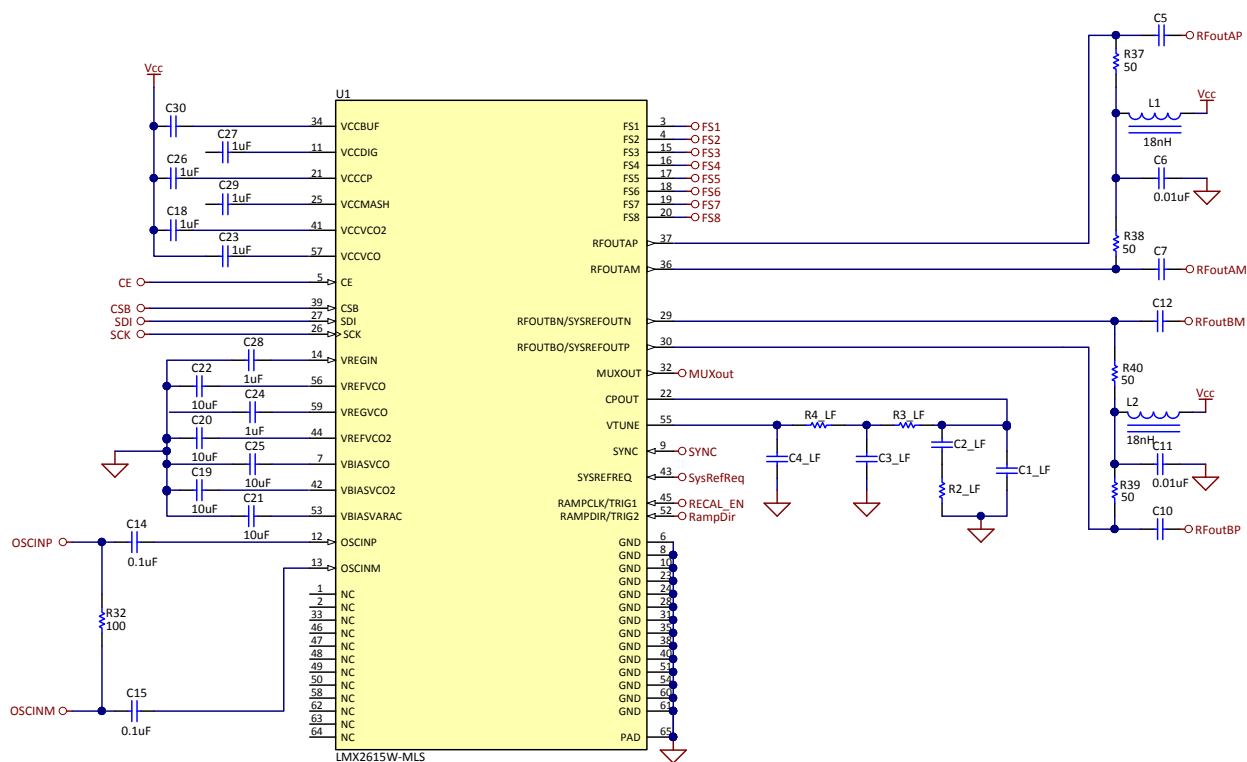 U1
Vcc
C30
34 VCCBUF
C27
1uF
11 VCCDIG
C26
1uF
21 VCCCP
C29
1uF
25 VCCMASH
C18
1uF
41 VCCVCO2
C23
1uF
57 VCCVCO
CE 5 CE
CSB 39 CSB
SDI 27 SDI
SCK 26 SCK
C28
1uF
14 VREGIN
C22
10uF
56 VREFVCO
C24
1uF
59 VREGVCO
C20
10uF
44 VREFVCO2
C25
10uF
7 VBIASVCO
C19
10uF
42 VBIASVCO2
C21
10uF
53 VBIASVARAC
OSCINP
C14
0.1uF
12 OSCINP
13 OSCINM
R32
100
OSCINM
C15
0.1uF
1 NC
2 NC
33 NC
46 NC
47 NC
48 NC
49 NC
50 NC
58 NC
62 NC
63 NC
64 NC
LMX2615W-MLS
FS1 3 FS1
FS2 4 FS2
FS3 15 FS3
FS4 16 FS4
FS5 17 FS5
FS6 18 FS6
FS7 19 FS7
FS8 20 FS8
RFOUTAP 37
RFOUTAM 36
RFOUTBN/SYSREFOUTN 29
RFOUTBO/SYSREFOUTP 30
MUXOUT 32 MUXout
CPOUT 22
VTUNE 55
SYNC 9 SYNC
SYSREFREQ 43 SysRefReq
RAMPCLK/TRIG1 45 RECAL_EN
RAMPDIR/TRIG2 52 RampDir
GND 6
GND 8
GND 10
GND 23
GND 24
GND 28
GND 31
GND 35
GND 38
GND 40
GND 51
GND 54
GND 60
GND 61
PAD 65
R4_LF
R3_LF
C4_LF
C3_LF
C2_LF
R2_LF
C1_LF
C5
RFoutAP
R37
50
L1
Vcc
18nH
C6
0.01uF
R38
50
C7
RFoutAM
C12
RFoutBM
R40
50
L2
Vcc
18nH
C11
0.01uF
R39
50
C10
RFoutBP